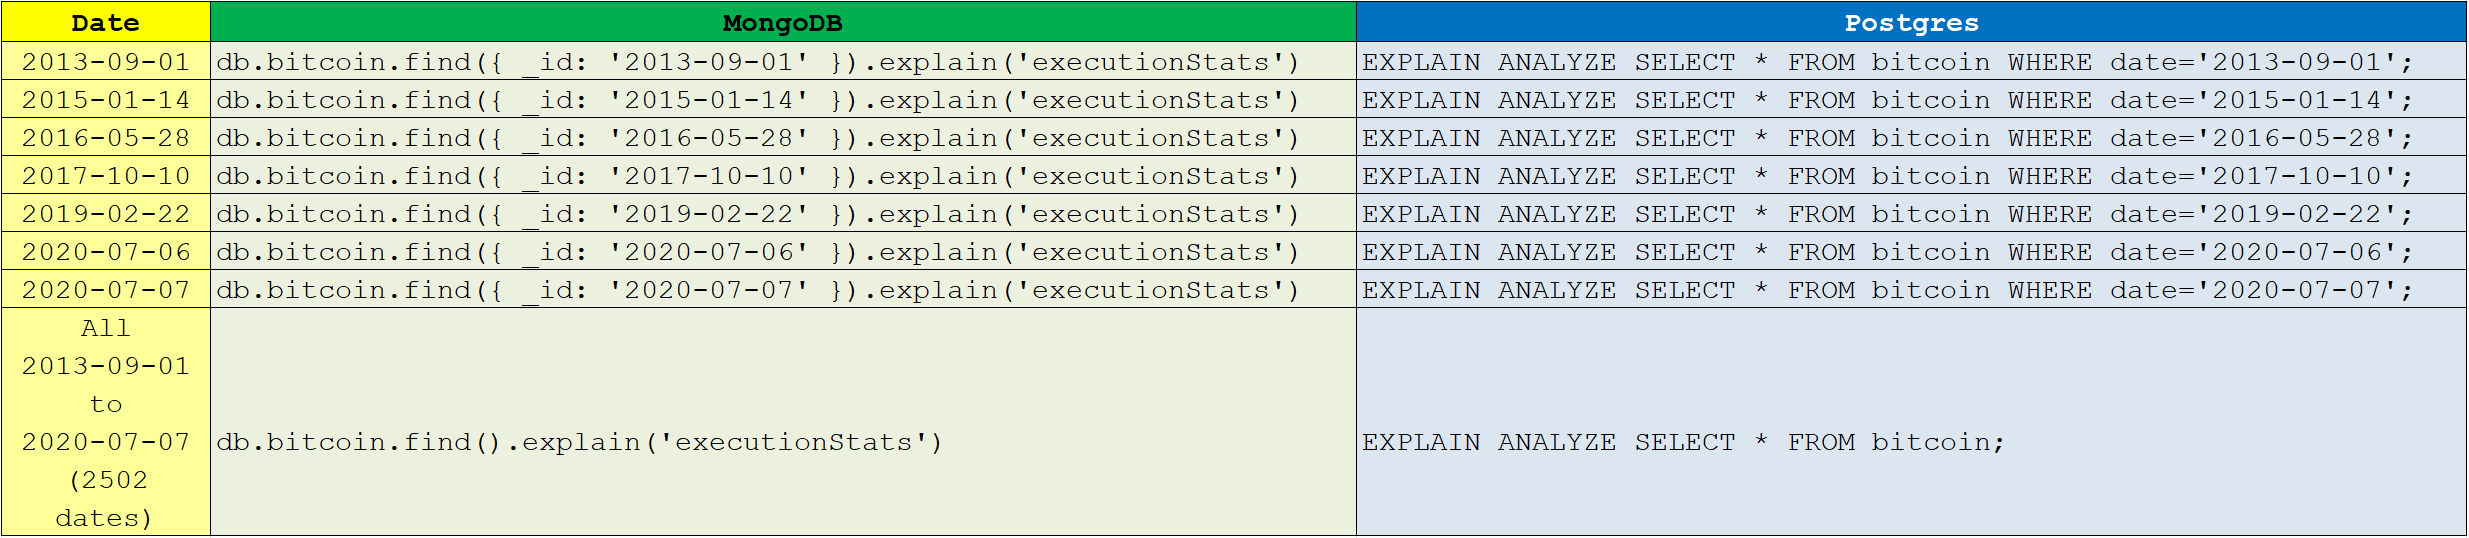 Date MongoDB Postgres
2013-09-01 db.bitcoin.find({ _id: '2013-09-01' }).explain('executionStats') EXPLAIN ANALYZE SELECT * FROM bitcoin WHERE date='2013-09-01';
2015-01-14 db.bitcoin.find({ _id: '2015-01-14' }).explain('executionStats') EXPLAIN ANALYZE SELECT * FROM bitcoin WHERE date='2015-01-14';
2016-05-28 db.bitcoin.find({ _id: '2016-05-28' }).explain('executionStats') EXPLAIN ANALYZE SELECT * FROM bitcoin WHERE date='2016-05-28';
2017-10-10 db.bitcoin.find({ _id: '2017-10-10' }).explain('executionStats') EXPLAIN ANALYZE SELECT * FROM bitcoin WHERE date='2017-10-10';
2019-02-22 db.bitcoin.find({ _id: '2019-02-22' }).explain('executionStats') EXPLAIN ANALYZE SELECT * FROM bitcoin WHERE date='2019-02-22';
2020-07-06 db.bitcoin.find({ _id: '2020-07-06' }).explain('executionStats') EXPLAIN ANALYZE SELECT * FROM bitcoin WHERE date='2020-07-06';
2020-07-07 db.bitcoin.find({ _id: '2020-07-07' }).explain('executionStats') EXPLAIN ANALYZE SELECT * FROM bitcoin WHERE date='2020-07-07';
All
2013-09-01
to
2020-07-07 db.bitcoin.find().explain('executionStats') EXPLAIN ANALYZE SELECT * FROM bitcoin;
(2502
dates)